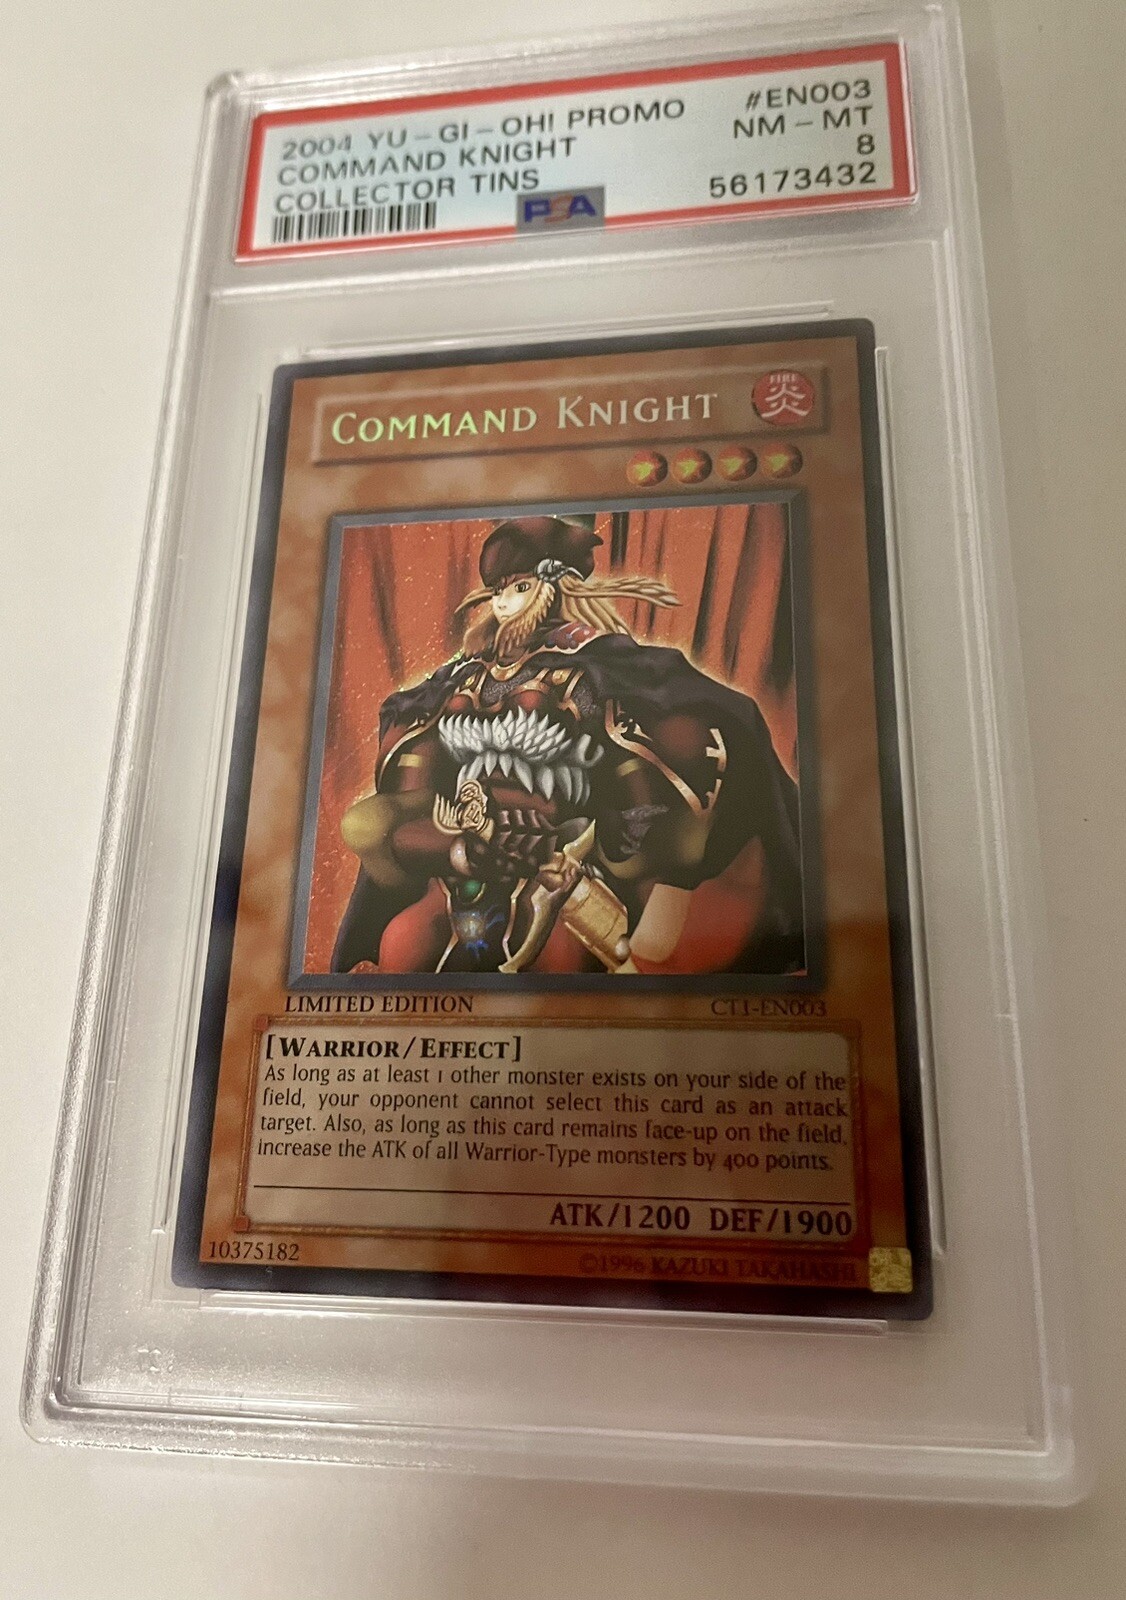 2004 YU-GI-OH! PROMO #EN003
COMMAND KNIGHT NM-MT
COLLECTOR TINS 8
PSA 56173432
COMMAND KNIGHT
FIRE
炎
LIMITED EDITION CT1-EN003
[WARRIOR/EFFECT]
As long as at least 1 other monster exists on your side of the
field, your opponent cannot select this card as an attack
target. Also, as long as this card remains face-up on the field,
increase the ATK of all Warrior-Type monsters by 400 points.
ATK/1200 DEF/1900
10375182 ©1996 KAZUKI TAKAHASHI